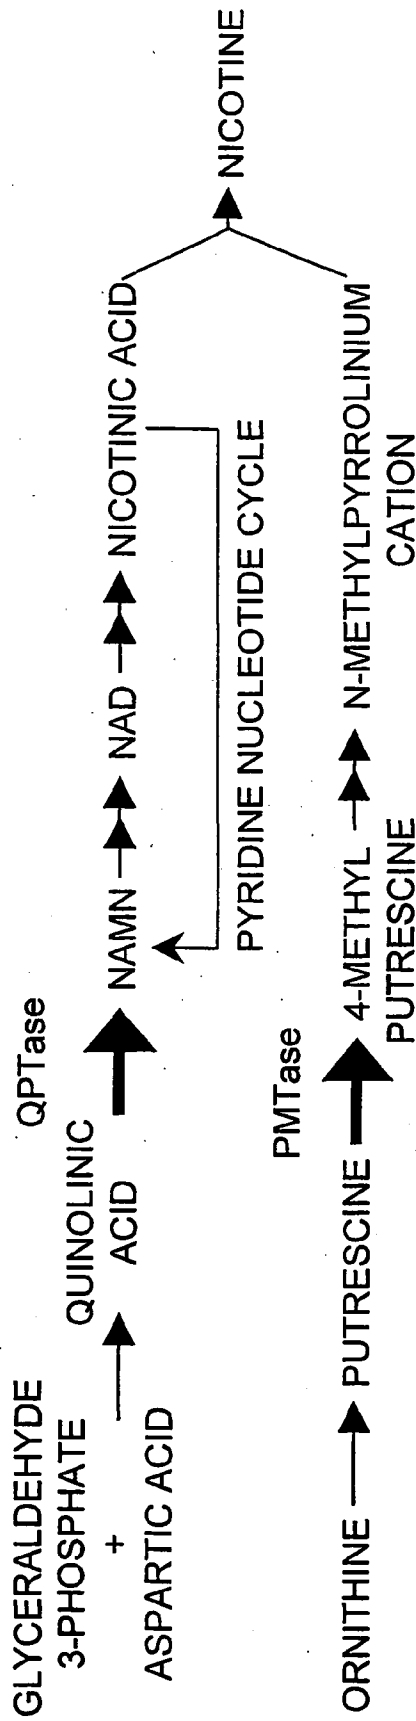 GLYCERALDEHYDE
3-PHOSPHATE
+
ASPARTIC ACID
QUINOLINIC
ACID
QPTase
NAMN
NAD
NICOTINIC ACID
PYRIDINE NUCLEOTIDE CYCLE
NICOTINE
ORNITHINE
PUTRESCINE
PMTase
4-METHYL
PUTRESCINE
N-METHYLPYRROLINIUM
CATION